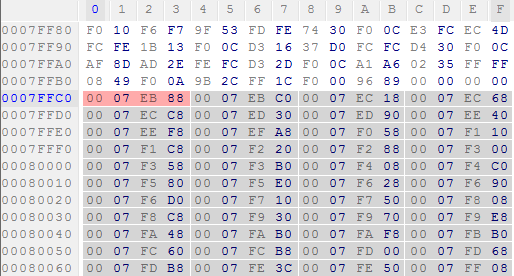 0 1 2 3 4 5 6 7 8 9 A B C D E F
0007FF80 F0 10 F6 F7 9F 53 FD FE 74 30 F0 0C E3 FC EC 4D
0007FF90 FC FE 1B 13 F0 0C D3 16 37 D0 FC FC D4 30 F0 0C
0007FFA0 AF 8D AD 2E FE FC D3 2D F0 0C A1 A6 02 35 FF FF
0007FFB0 08 49 F0 0A 9B 2C FF 1C F0 00 96 89 00 00 00 00
0007FFC0 00 07 EB 88 00 07 EB C0 00 07 EC 18 00 07 EC 68
0007FFD0 00 07 EC C8 00 07 ED 30 00 07 ED 90 00 07 EE 40
0007FFE0 00 07 EE F8 00 07 EF A8 00 07 F0 58 00 07 F1 10
0007FFF0 00 07 F1 C8 00 07 F2 20 00 07 F2 88 00 07 F3 00
00080000 00 07 F3 58 00 07 F3 B0 00 07 F4 08 00 07 F4 C0
00080010 00 07 F5 80 00 07 F5 E0 00 07 F6 28 00 07 F6 90
00080020 00 07 F6 D0 00 07 F7 10 00 07 F7 50 00 07 F8 08
00080030 00 07 F8 C8 00 07 F9 30 00 07 F9 70 00 07 F9 E8
00080040 00 07 FA 48 00 07 FA B0 00 07 FA F8 00 07 FB B0
00080050 00 07 FC 60 00 07 FC B8 00 07 FD 00 00 07 FD 68
00080060 00 07 FD B8 00 07 FE 3C 00 07 FE 50 00 07 FF 08